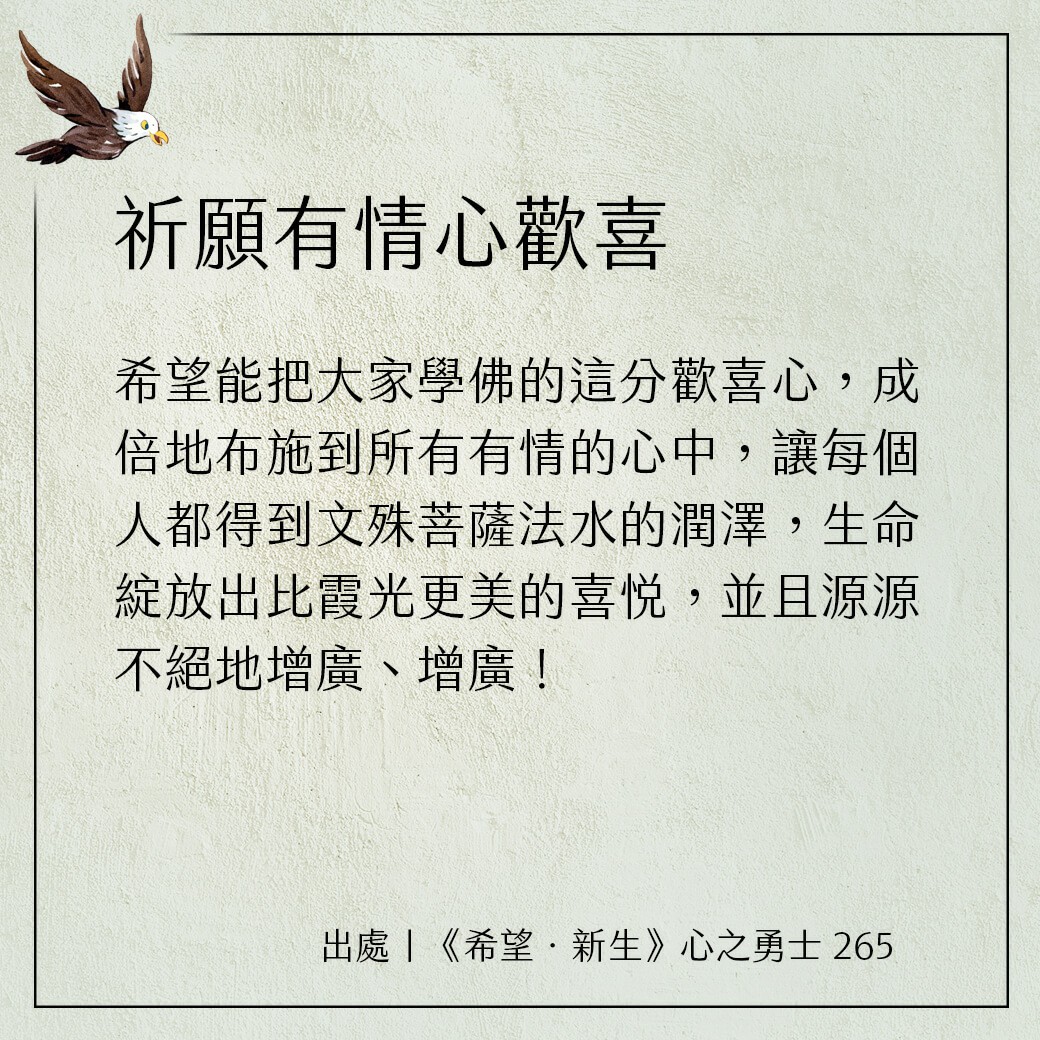 祈願有情心歡喜
希望能把大家學佛的這分歡喜心，成
倍地布施到所有有情的心中，讓每個
人都得到文殊菩薩法水的潤澤，生命
綻放出比霞光更美的喜悅，並且源源
不絕地增廣、增廣！
出處｜《希望．新生》心之勇士 265